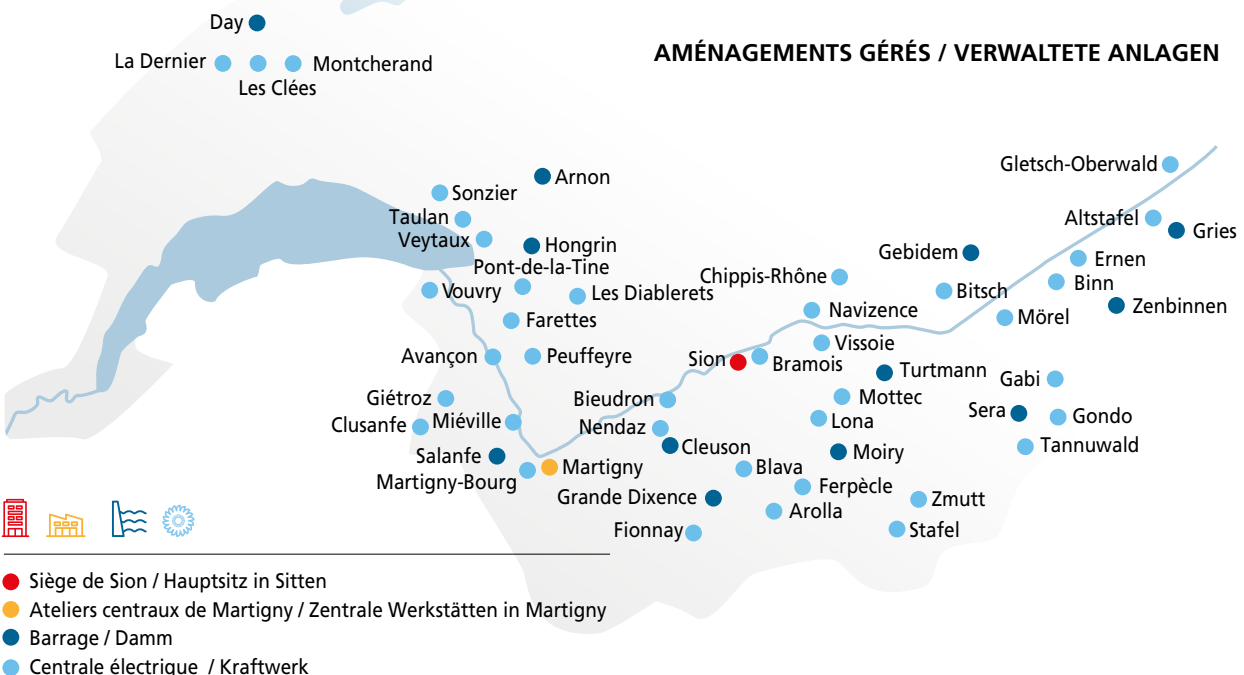 Day
AMÉNAGEMENTS GÉRÉS / VERWALTETE ANLAGEN
La Dernier
Montcherand
Les Clées
Gletsch-Oberwald
Arnon
Sonzier
Taulan
Altstafel
Veytaux
Gries
Hongrin
Gebidem
Ernen
Pont-de-la-Tine
Chippis-Rhône
Binn
Vouvry
Les Diablerets
Bitsch
Zenbinnen
Navizence
Mörel
Farettes
Vissoie
Avançon
Peuffeyre
Sion
Bramois
Turtmann
Gabi
Giétroz
Bieudron
Mottec
Sera
Gondo
Clusanfe
Miéville
Nendaz
Lona
Cleuson
Tannuwald
Salanfe
Moiry
Martigny
Blava
Martigny-Bourg
Ferpècle
Grande Dixence
Zmutt
Arolla
Fionnay
Stafel
Siège de Sion / Hauptsitz in Sitten
Ateliers centraux de Martigny / Zentrale Werkstätten in Martigny
Barrage / Damm
Centrale électrique / Kraftwerk